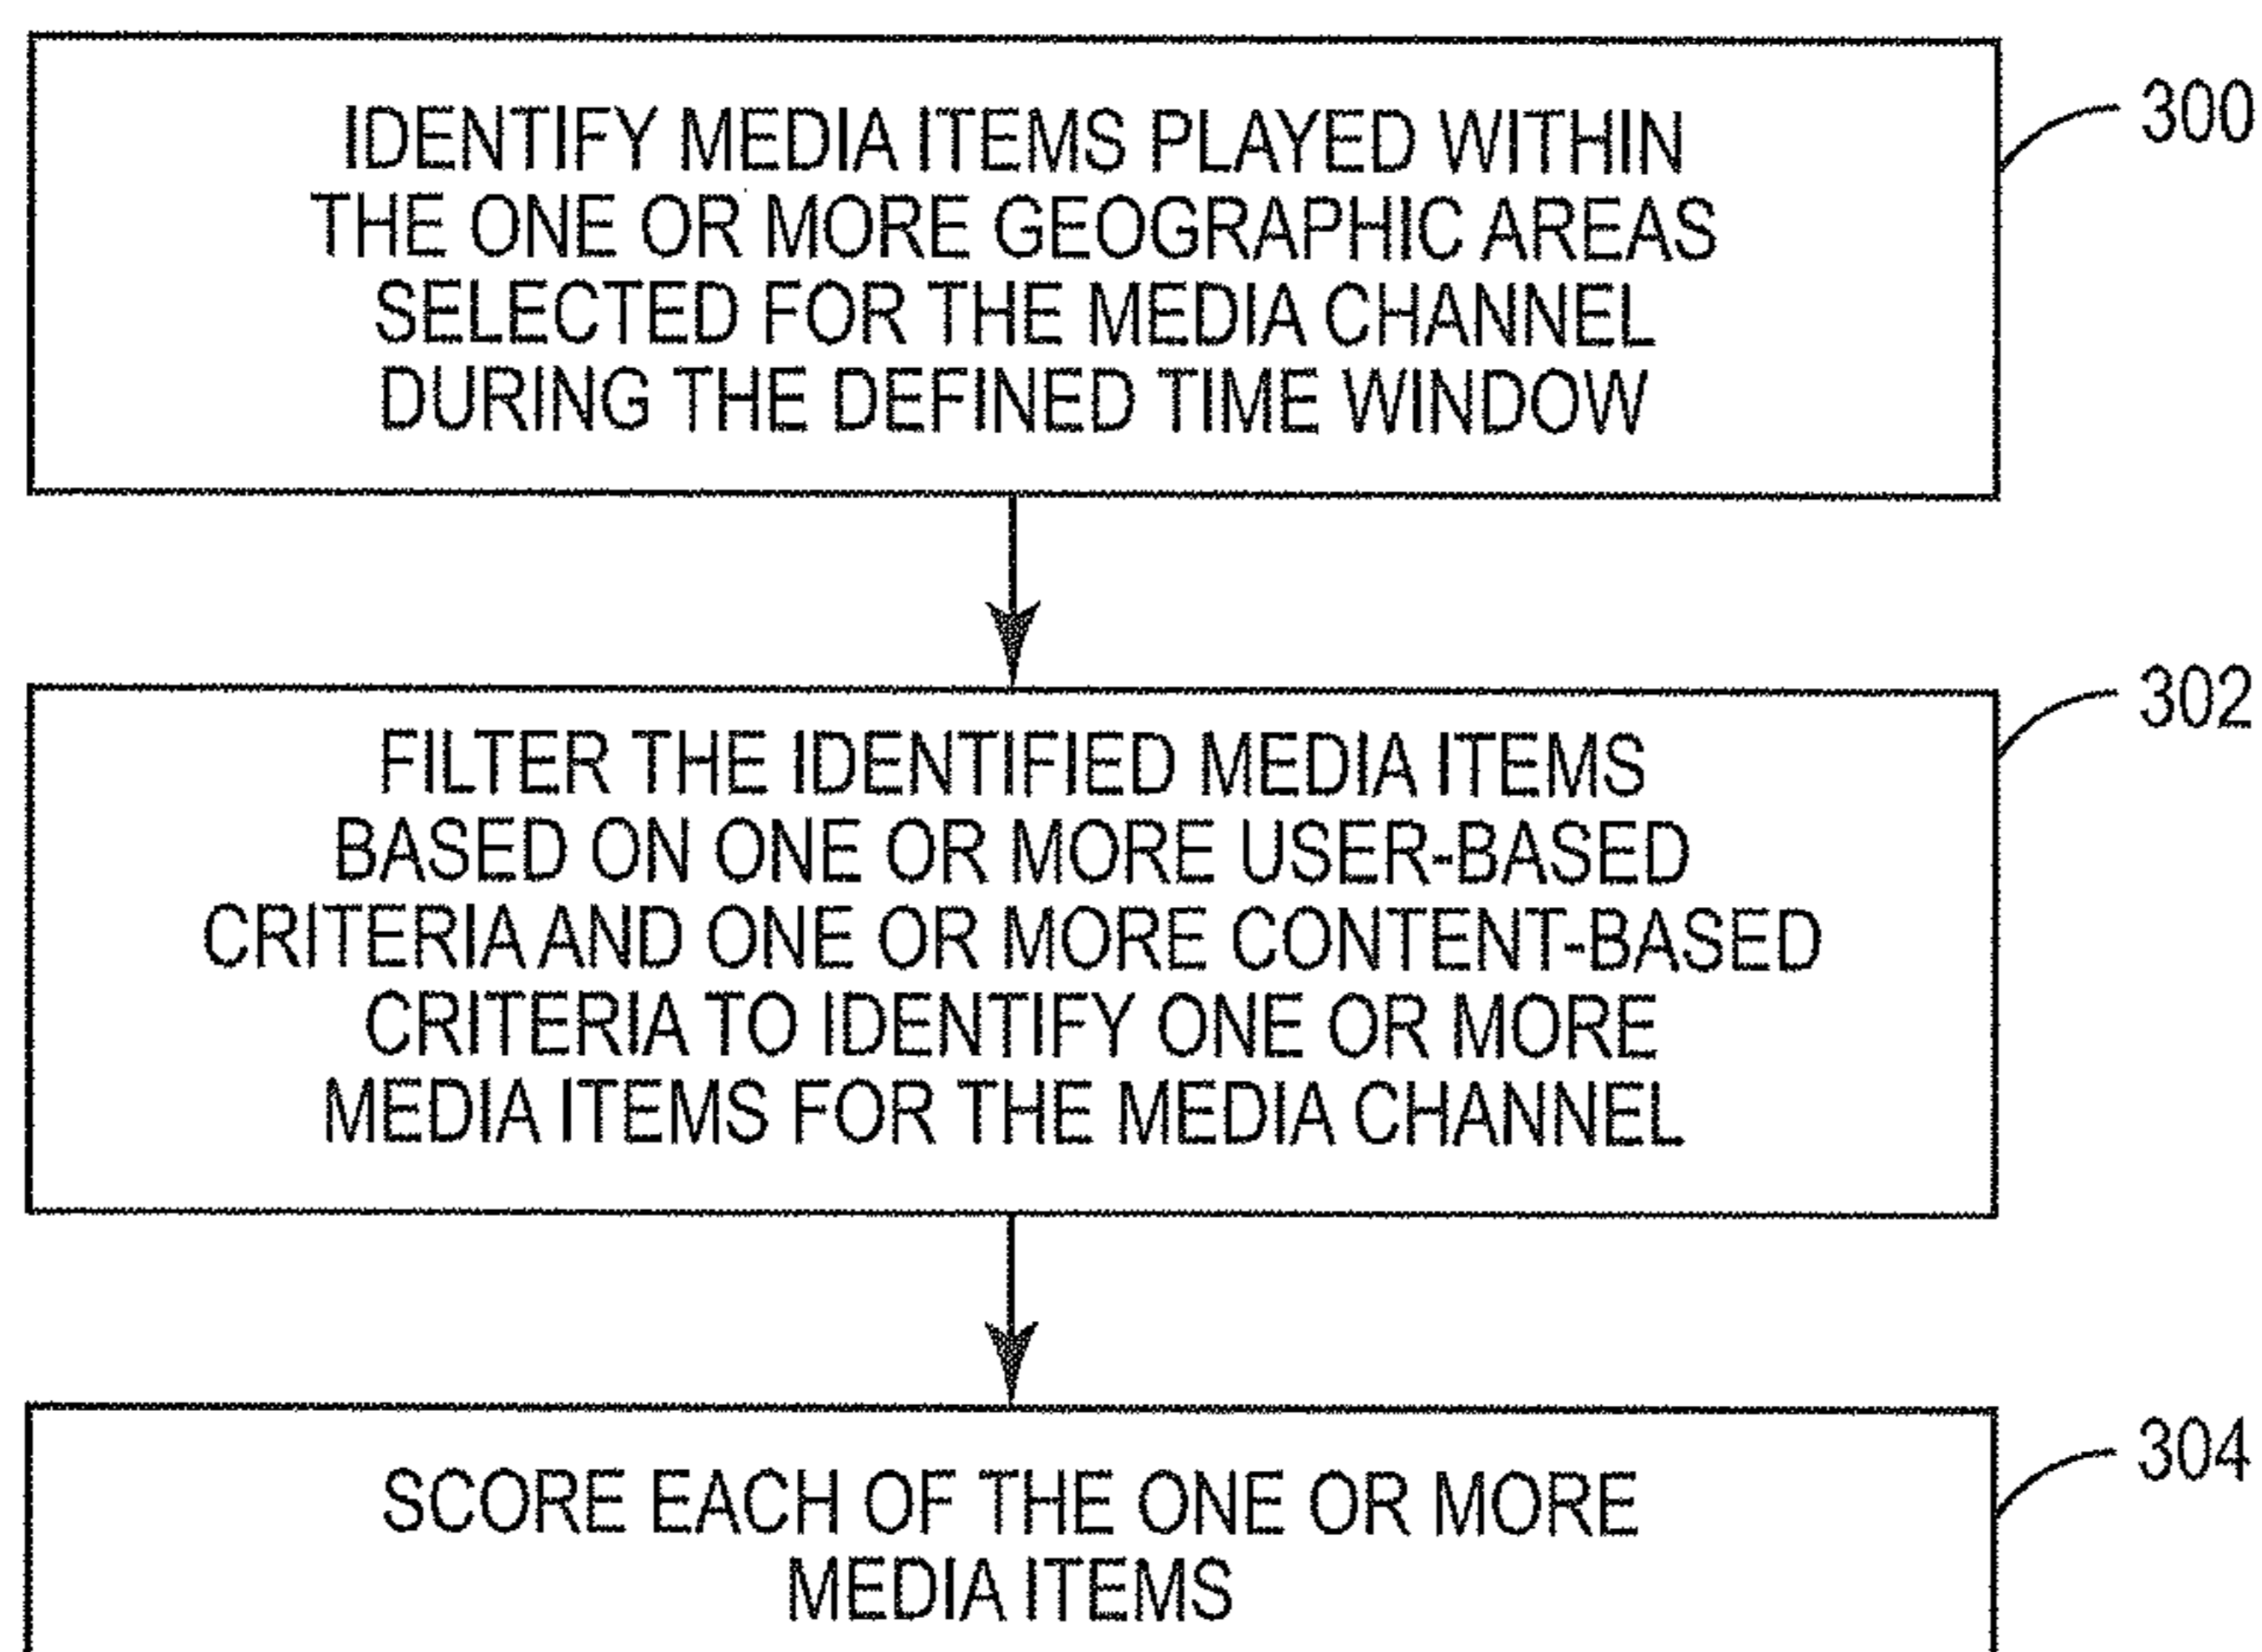 IDENTIFY MEDIA ITEMS PLAYED WITHIN
THE ONE OR MORE GEOGRAPHIC AREAS
SELECTED FOR THE MEDIA CHANNEL
DURING THE DEFINED TIME WINDOW
300
FILTER THE IDENTIFIED MEDIA ITEMS
BASED ON ONE OR MORE USER-BASED
CRITERIA AND ONE OR MORE CONTENT-BASED
CRITERIA TO IDENTIFY ONE OR MORE
MEDIA ITEMS FOR THE MEDIA CHANNEL
302
SCORE EACH OF THE ONE OR MORE
MEDIA ITEMS
304